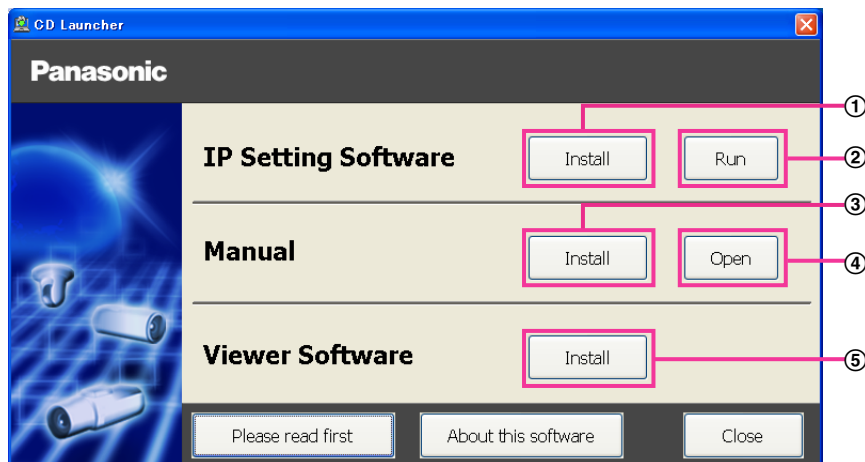 CD Launcher
Panasonic
①
IP Setting Software
Install
Run
②
③
Manual
Install
Open
④
Viewer Software
Install
⑤
Please read first
About this software
Close